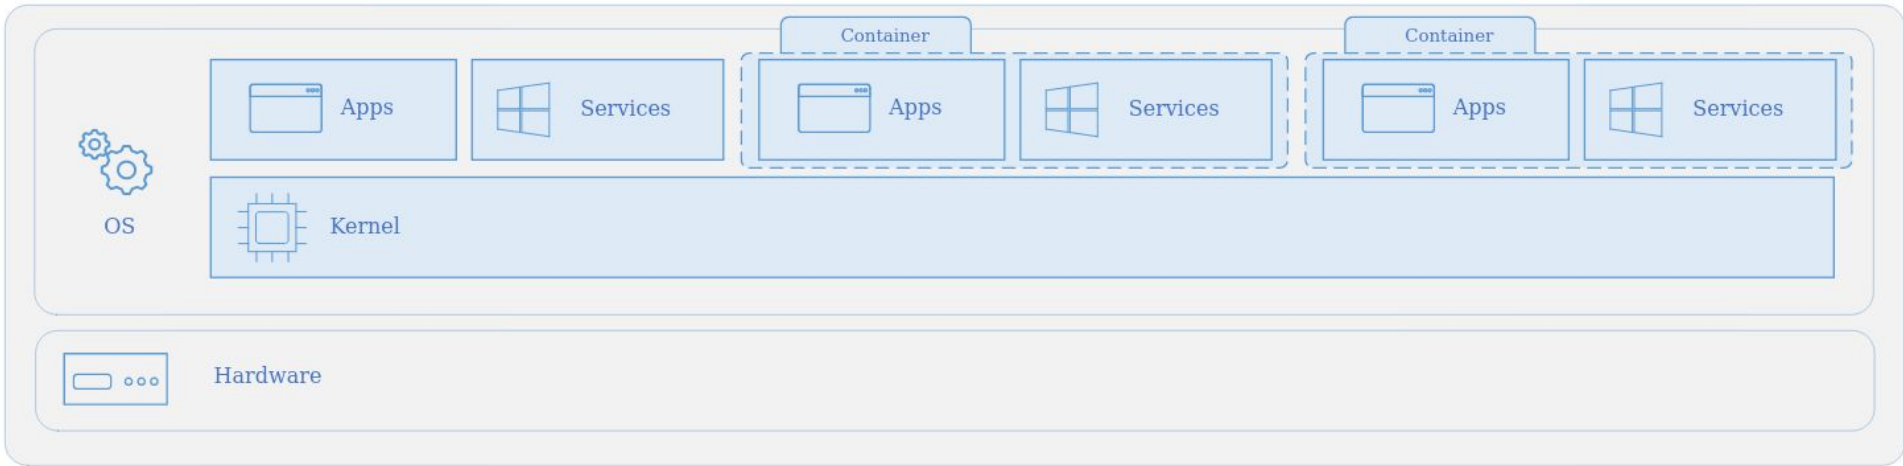 Container
Container
Apps
Services
Apps
Services
Apps
Services
OS
Kernel
Hardware